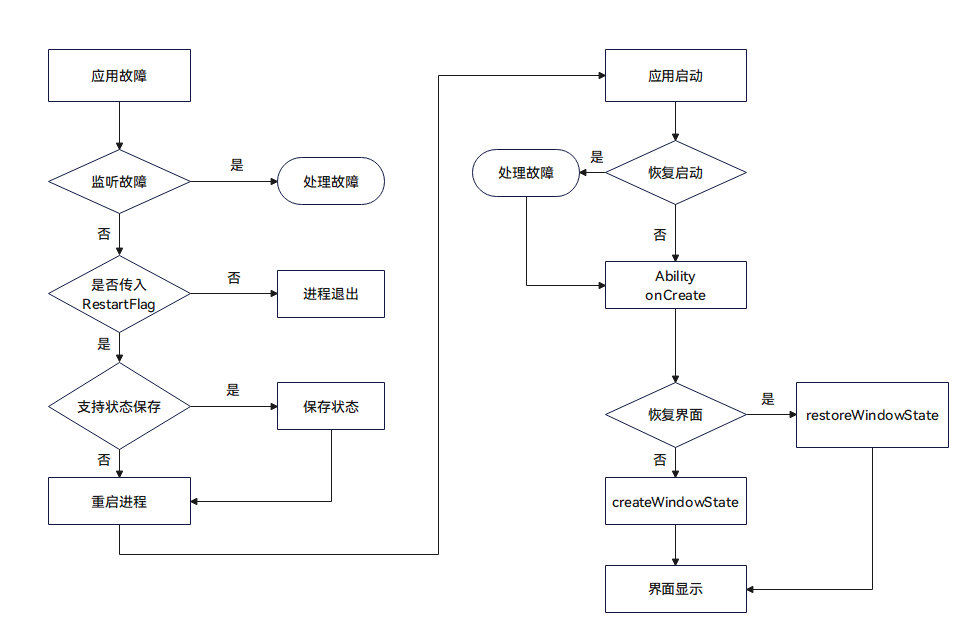 应用故障
监听故障
是
处理故障
否
是否传入
RestartFlag
否
进程退出
是
支持状态保存
是
保存状态
否
重启进程
应用启动
恢复启动
是
处理故障
否
Ability
onCreate
恢复界面
是
restoreWindowState
否
createWindowState
界面显示